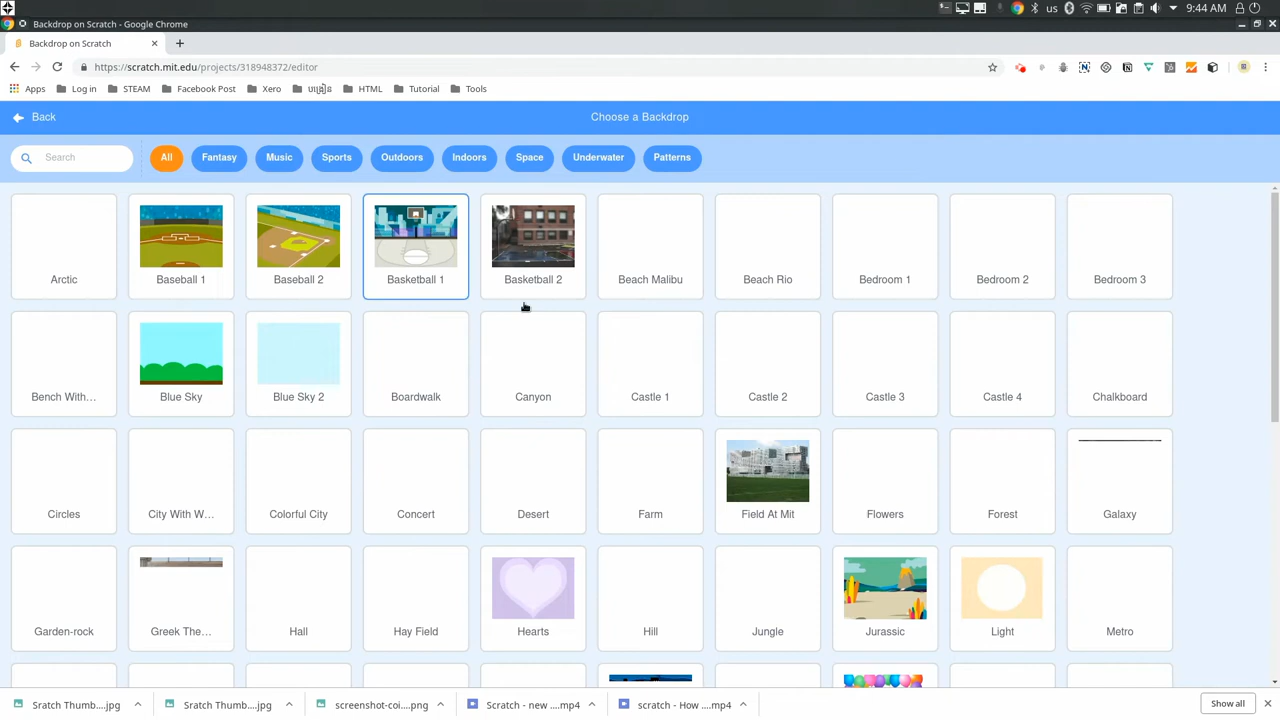 us 9:44 AM
Backdrop on Scratch - Google Chrome
Backdrop on Scratch
https://scratch.mit.edu/projects/318948372/editor
Apps Log in STEAM Facebook Post Xero បង្រៀន HTML Tutorial Tools
Back Choose a Backdrop
Search All Fantasy Music Sports Outdoors Indoors Space Underwater Patterns
Arctic Baseball 1 Baseball 2 Basketball 1 Basketball 2 Beach Malibu Beach Rio Bedroom 1 Bedroom 2 Bedroom 3
Bench With... Blue Sky Blue Sky 2 Boardwalk Canyon Castle 1 Castle 2 Castle 3 Castle 4 Chalkboard
Circles City With W... Colorful City Concert Desert Farm Field At Mit Flowers Forest Galaxy
Garden-rock Greek The... Hall Hay Field Hearts Hill Jungle Jurassic Light Metro
Sratch Thumb....jpg Sratch Thumb....jpg screenshot-coi....png Scratch - new ....mp4 scratch - How ....mp4 Show all